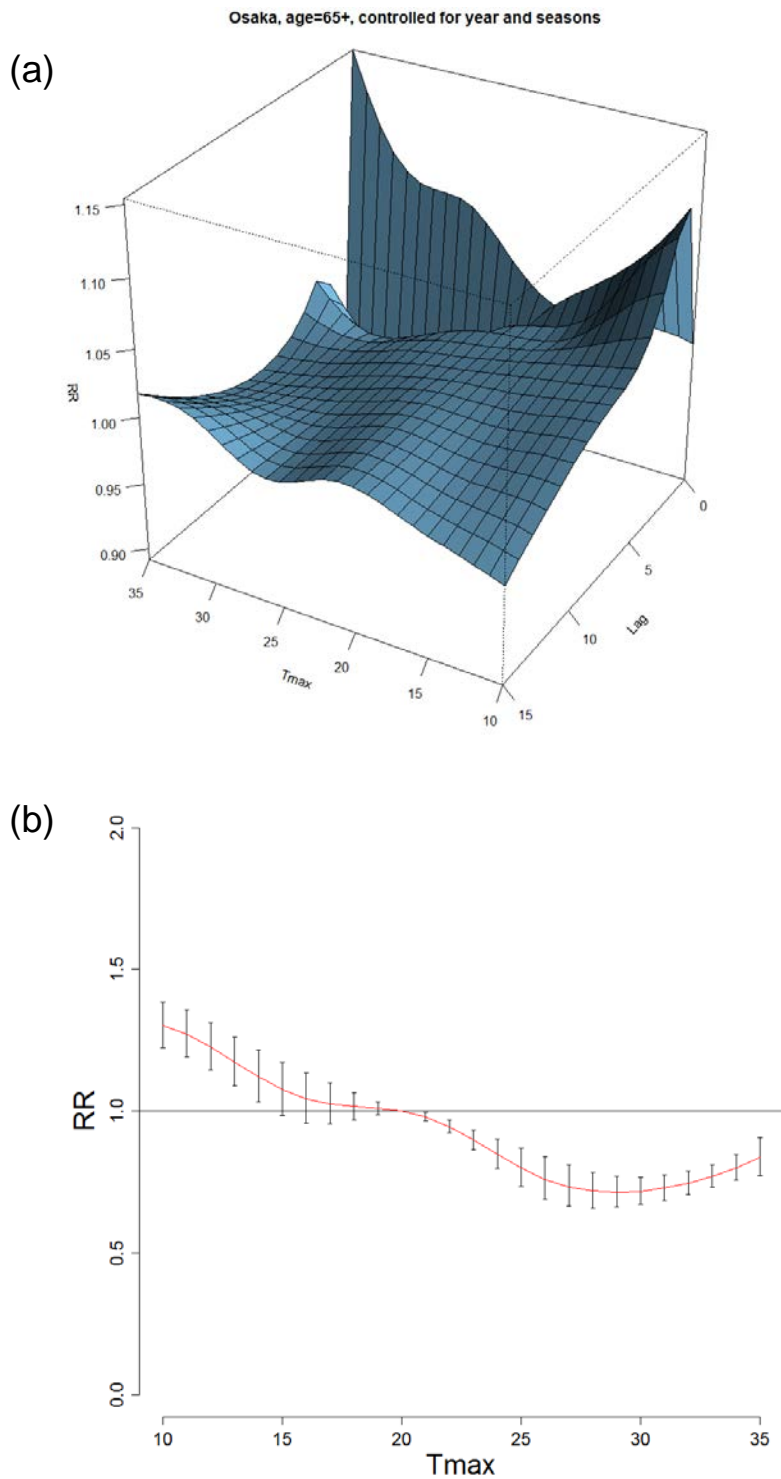 Osaka, age=65+, controlled for year and seasons
(a)
1.15
1.10
1.05
1.00
0.95
0.90
RR
35
30
25
20
15
10
Tmax
15
10
5
0
Lag
(b)
2.0
1.5
1.0
0.5
0.0
RR
10 15 20 25 30 35
Tmax